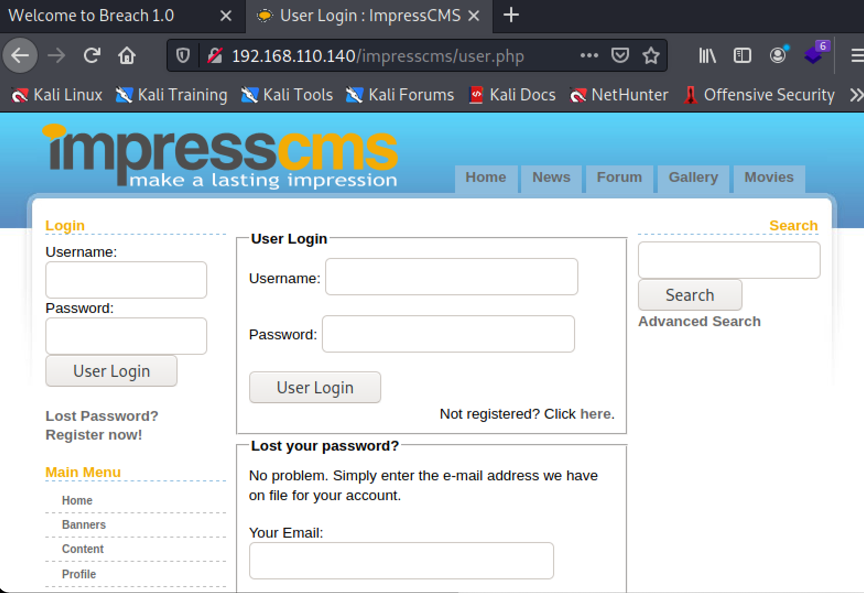 Welcome to Breach 1.0
User Login : ImpressCMS
192.168.110.140/impresscms/user.php
6
Kali Linux
Kali Training
Kali Tools
Kali Forums
Kali Docs
NetHunter
Offensive Security
impresscms
make a lasting impression
Home
News
Forum
Gallery
Movies
Login
Username:
Password:
User Login
Lost Password?
Register now!
Main Menu
Home
Banners
Content
Profile
User Login
Username:
Password:
User Login
Not registered? Click here.
Lost your password?
No problem. Simply enter the e-mail address we have
on file for your account.
Your Email:
Search
Search
Advanced Search